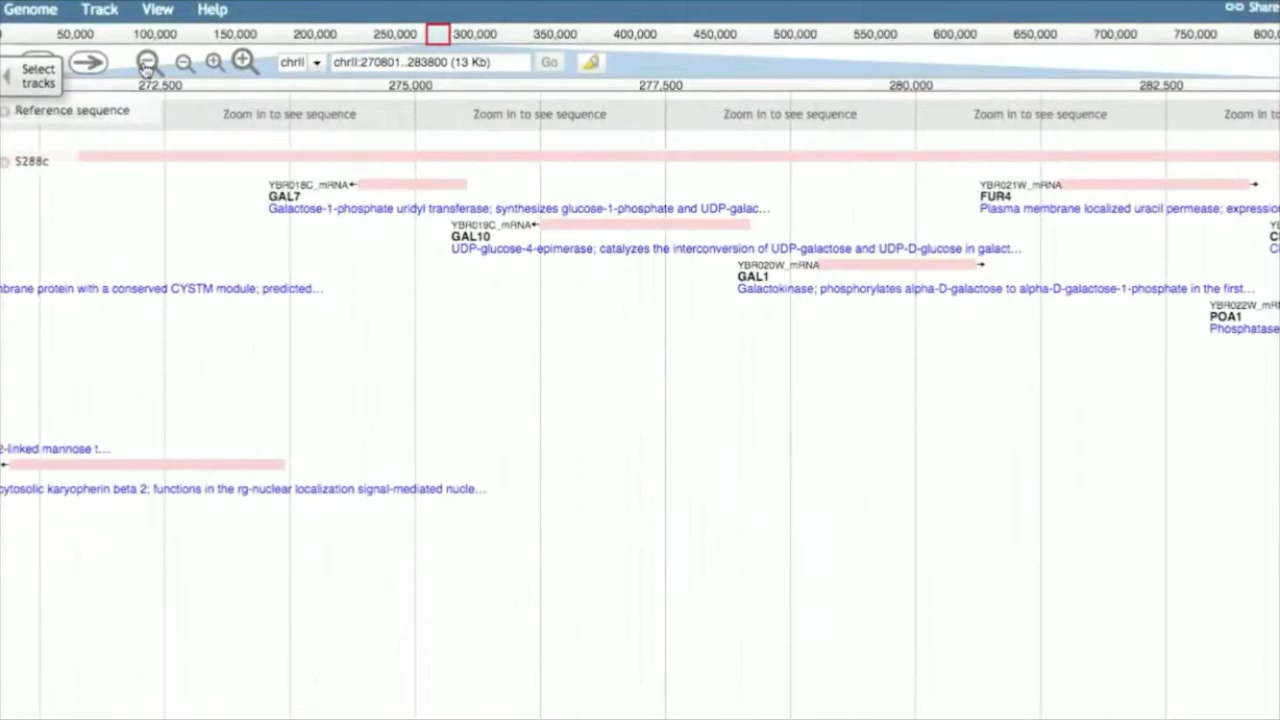 Genome Track View Help Share
50,000 100,000 150,000 200,000 250,000 300,000 350,000 400,000 450,000 500,000 550,000 600,000 650,000 700,000 750,000
Select
tracks
chrII chrII:270801..283800 (13 Kb) Go
272,500 275,000 277,500 280,000 282,500
Reference sequence Zoom in to see sequence Zoom in to see sequence Zoom in to see sequence Zoom in to see sequence Zoom in to
S288c
YBR018C_mRNA YBR021W_mRNA
GAL7 FUR4
Galactose-1-phosphate uridyl transferase; synthesizes glucose-1-phosphate and UDP-galac... Plasma membrane localized uracil permease;
YBR019C_mRNA
GAL10
UDP-glucose-4-epimerase; catalyzes the interconversion of UDP-galactose and UDP-D-glucose in galact...
YBR020W_mRNA
GAL1
brane protein with a conserved CYSTM module; predicted... Galactokinase; phosphorylates alpha-D-galactose to alpha-D-galactose-1-phosphate in the first...
YBR022W_mR
POA1
Phosphatase
2-linked mannose t...
cytosolic karyopherin beta 2; functions in the rg-nuclear localization signal-mediated nucle...